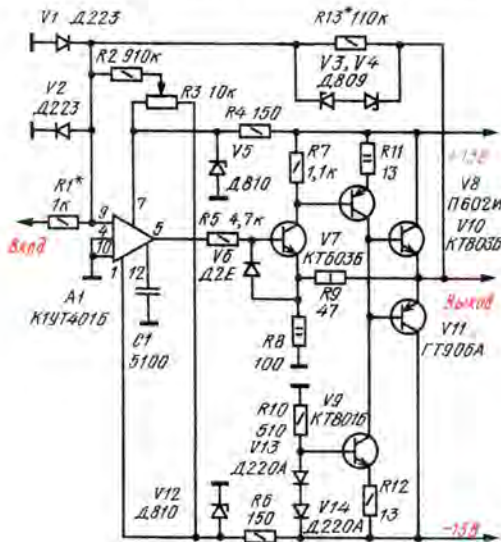 V1 Д223
R13* 110к
R2 910к
V3, V4
Д809
V2
Д223
R3 10к
R4 150
R1*
1к
V5
Д810
R7
1,1к
R11
13
+15В
V8
П602И
9
7
4
10
5
R5 4,7к
V10
КТ803Б
Вход
1
12
V6
Д2Е
V7
КТ603Б
R9
47
Выход
A1
К1УТ401Б
C1
5100
R8
100
V11
ГТ906А
R10
510
V9
КТ801Б
V13
Д220А
V12
Д810
R6
150
V14
Д220А
R12
13
-15В